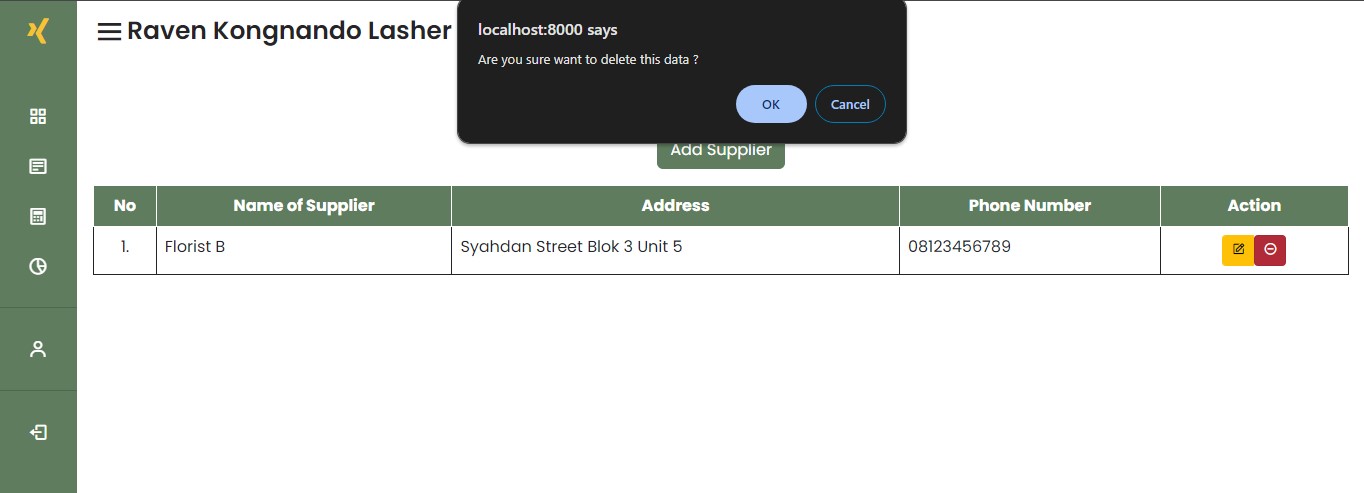 Raven Kongnando Lasher
localhost:8000 says
Are you sure want to delete this data ?
OK Cancel
Add Supplier
No Name of Supplier Address Phone Number Action
1. Florist B Syahdan Street Blok 3 Unit 5 08123456789